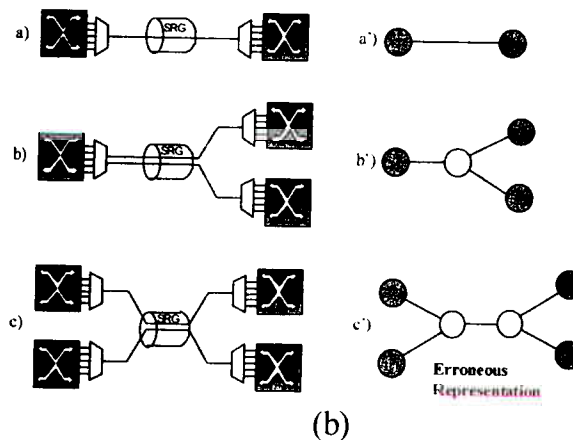 a)
SRG
a')
b)
SRG
b')
c)
SRG
c')
Erroneous
Representation
(b)